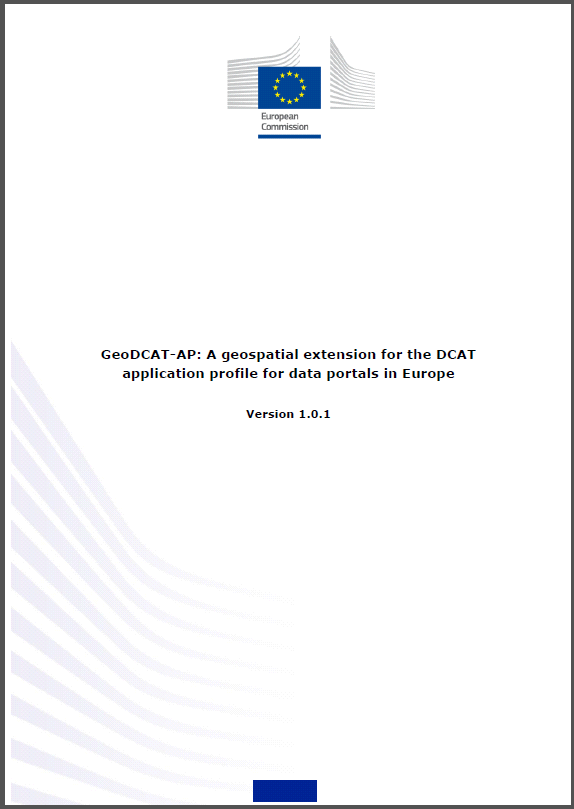 European
Commission
GeoDCAT-AP: A geospatial extension for the DCAT
application profile for data portals in Europe
Version 1.0.1